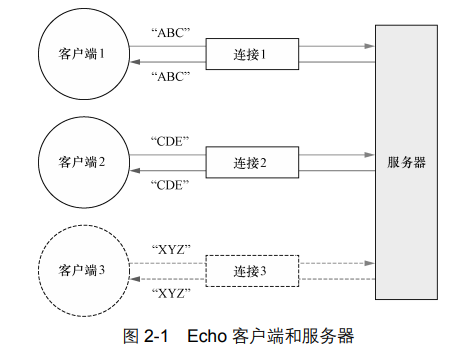 “ABC”
客户端1
连接1
“ABC”
“CDE”
客户端2
连接2
服务器
“CDE”
“XYZ”
客户端3
连接3
“XYZ”
图 2-1 Echo 客户端和服务器